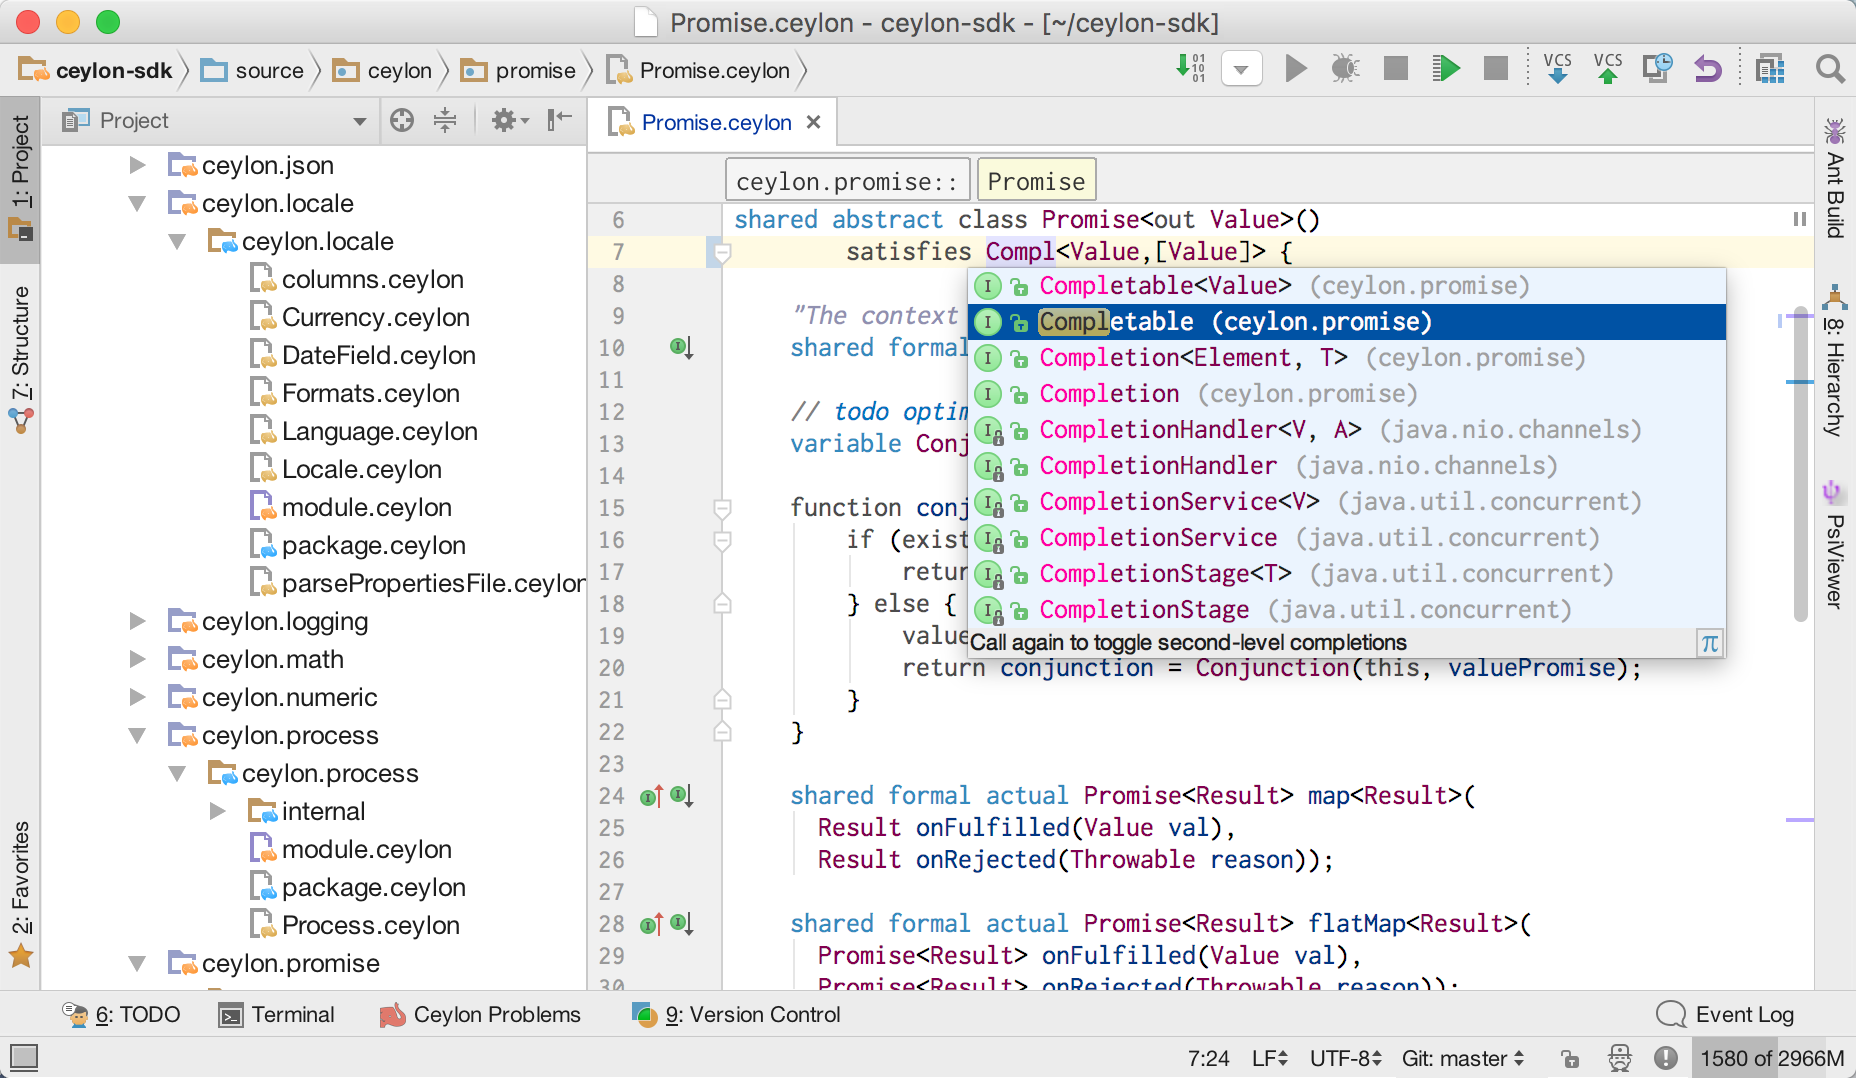 Promise.ceylon - ceylon-sdk - [~/ceylon-sdk]
ceylon-sdk source ceylon promise Promise.ceylon
01
10
01
VCS VCS
Project
Promise.ceylon
1: Project
7: Structure
2: Favorites
ceylon.json
ceylon.locale
ceylon.locale
columns.ceylon
Currency.ceylon
DateField.ceylon
Formats.ceylon
Language.ceylon
Locale.ceylon
module.ceylon
package.ceylon
parsePropertiesFile.ceylon
ceylon.logging
ceylon.math
ceylon.numeric
ceylon.process
ceylon.process
internal
module.ceylon
package.ceylon
Process.ceylon
ceylon.promise
ceylon.promise:: Promise
6 shared abstract class Promise<out Value>()
7 satisfies Compl<Value,[Value]> {
8
9 "The context
10 shared formal
11
12 // todo optim
13 variable Conj
14
15 function conj
16 if (exist
17 retur
18 } else {
19 value
20 return conjunction = Conjunction(this, valuePromise);
21 }
22 }
23
24 shared formal actual Promise<Result> map<Result>(
25 Result onFulfilled(Value val),
26 Result onRejected(Throwable reason));
27
28 shared formal actual Promise<Result> flatMap<Result>(
29 Promise<Result> onFulfilled(Value val),
30 Promise<Result> onRejected(Throwable reason));
Completable<Value> (ceylon.promise)
Completable (ceylon.promise)
Completion<Element, T> (ceylon.promise)
Completion (ceylon.promise)
CompletionHandler<V, A> (java.nio.channels)
CompletionHandler (java.nio.channels)
CompletionService<V> (java.util.concurrent)
CompletionService (java.util.concurrent)
CompletionStage<T> (java.util.concurrent)
CompletionStage (java.util.concurrent)
Call again to toggle second-level completions π
Ant Build
8: Hierarchy
PsiViewer
6: TODO Terminal Ceylon Problems 9: Version Control Event Log
7:24 LF UTF-8 Git: master 1580 of 2966M